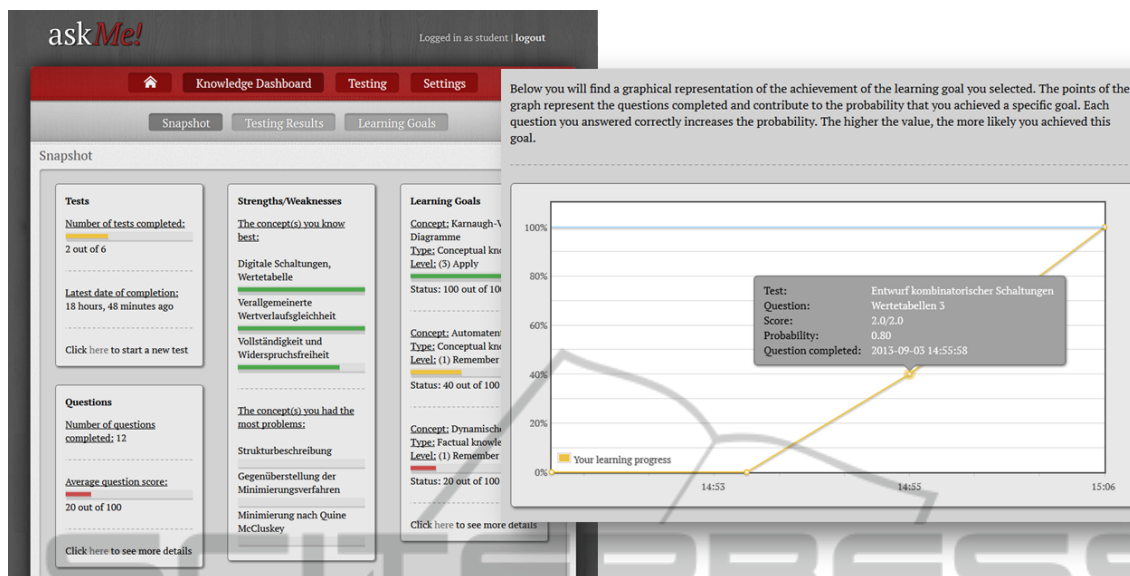 askMe!
Logged in as student | logout
Knowledge Dashboard
Testing
Settings
Snapshot
Testing Results
Learning Goals
Snapshot
Tests
Number of tests completed:
2 out of 6
Latest date of completion:
18 hours, 48 minutes ago
Click here to start a new test
Questions
Number of questions
completed: 12
Average question score:
20 out of 100
Click here to see more details
Strengths/Weaknesses
The concept(s) you know
best:
Digitale Schaltungen,
Wertetabelle
Verallgemeinerte
Wertverlaufsgleichheit
Vollständigkeit und
Widerspruchsfreiheit
The concept(s) you had the
most problems:
Strukturbeschreibung
Gegenüberstellung der
Minimierungsverfahren
Minimierung nach Quine
McCluskey
Learning Goals
Concept: Karnaugh-V
Diagramme
Type: Conceptual kno
Level: (3) Apply
Status: 100 out of 10
Concept: Automaten
Type: Conceptual kno
Level: (1) Remember
Status: 40 out of 100
Concept: Dynamische
Type: Factual knowle
Level: (1) Remember
Status: 20 out of 100
Click here to see more details
Below you will find a graphical representation of the achievement of the learning goal you selected. The points of the
graph represent the questions completed and contribute to the probability that you achieved a specific goal. Each
question you answered correctly increases the probability. The higher the value, the more likely you achieved this
goal.
100%
80%
60%
40%
20%
0%
Test: Entwurf kombinatorischer Schaltungen
Question: Wertetabellen 3
Score: 2.0/2.0
Probability: 0.80
Question completed: 2013-09-03 14:55:58
Your learning progress
14:53
14:55
15:06
SCITEPRESS